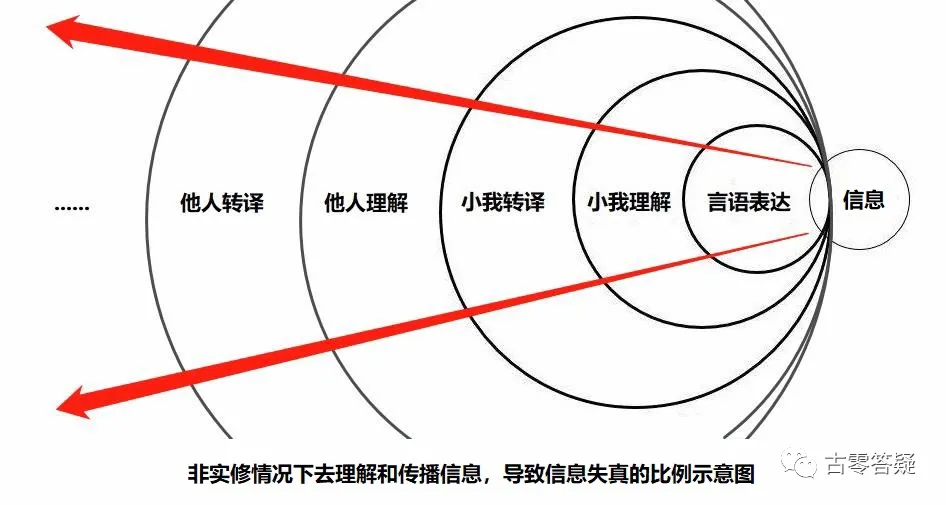 …… 他人转译 他人理解 小我转译 小我理解 言语表达 信息
非实修情况下去理解和传播信息，导致信息失真的比例示意图
古零答疑